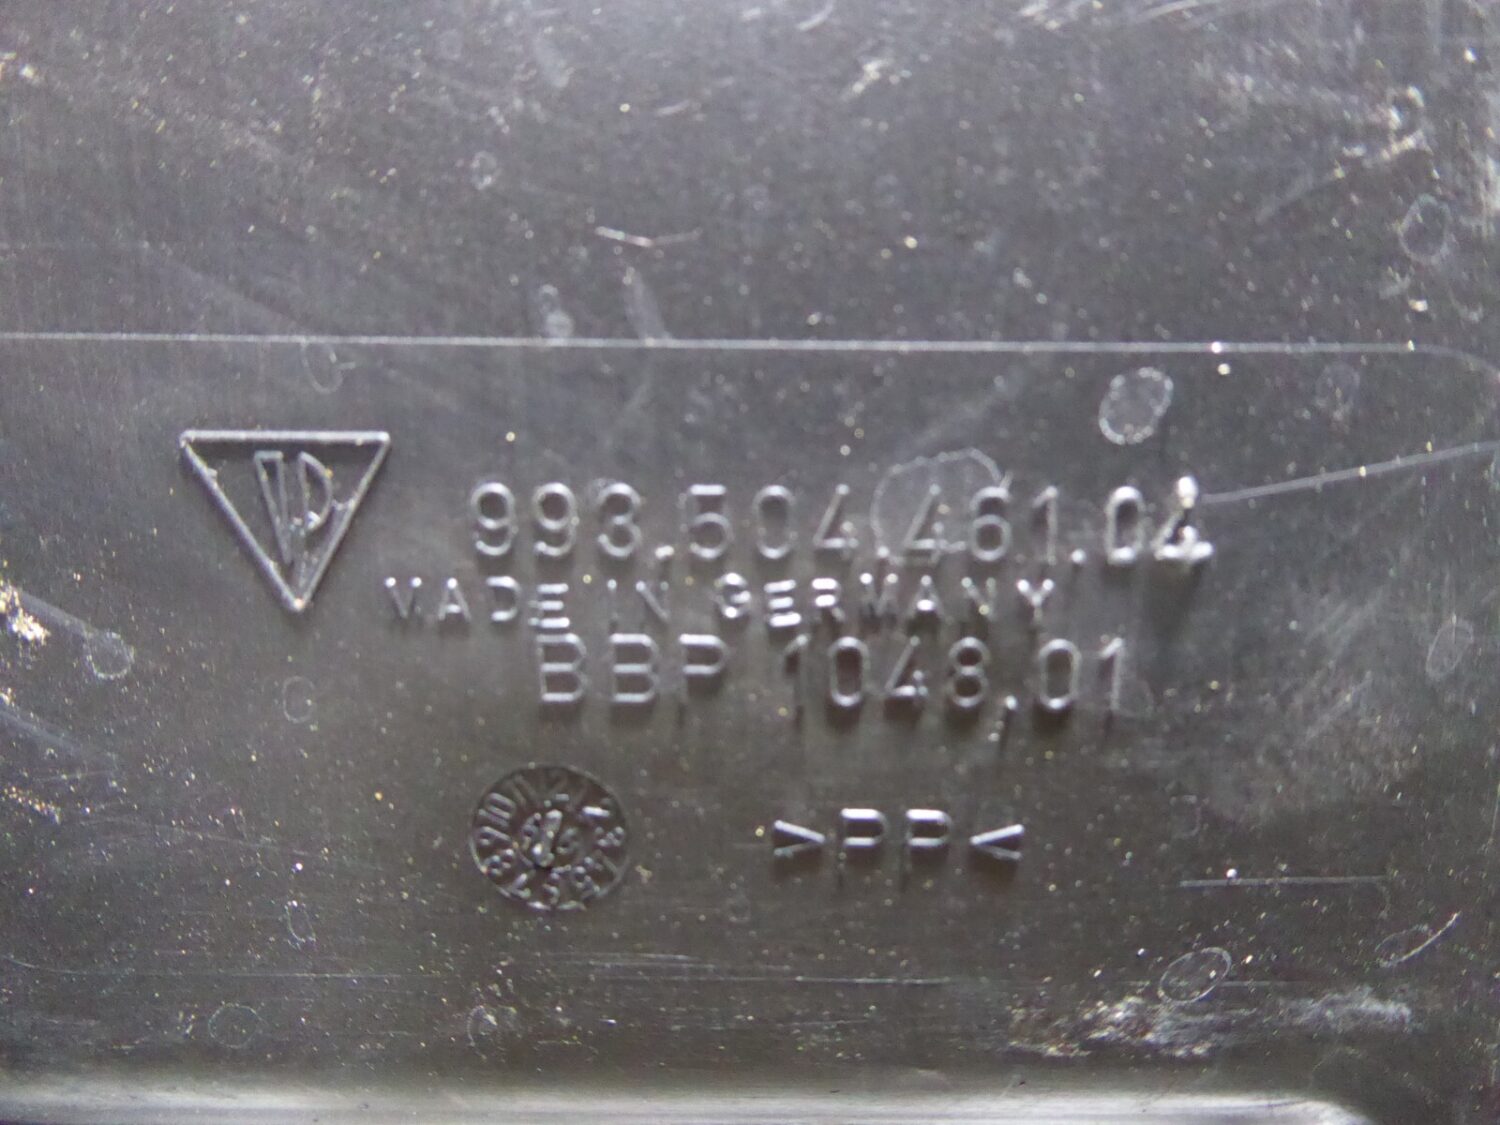 993.504.461.04
MADE IN GERMANY
BBP 1048.01
>PP<